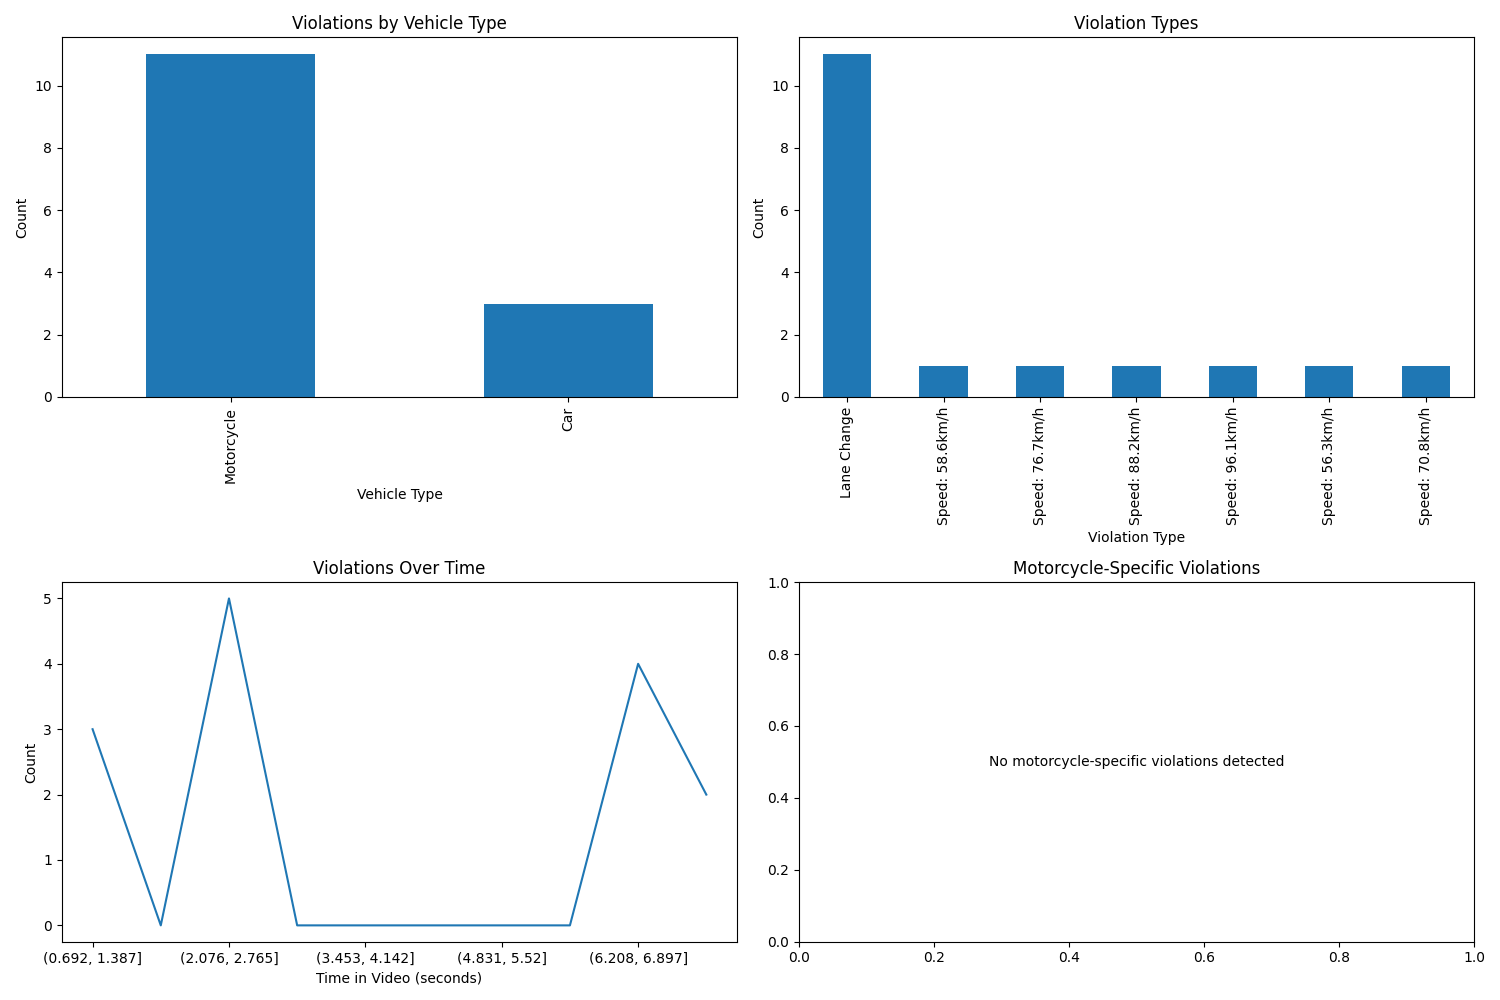 Violations by Vehicle Type
Count
10
8
6
4
2
0
Motorcycle
Car
Vehicle Type
Violation Types
Count
10
8
6
4
2
0
Lane Change
Speed: 58.6km/h
Speed: 76.7km/h
Speed: 88.2km/h
Speed: 96.1km/h
Speed: 56.3km/h
Speed: 70.8km/h
Violation Type
Violations Over Time
Count
5
4
3
2
1
0
(0.692, 1.387]
(2.076, 2.765]
(3.453, 4.142]
(4.831, 5.52]
(6.208, 6.897]
Time in Video (seconds)
Motorcycle-Specific Violations
1.0
0.8
0.6
0.4
0.2
0.0
No motorcycle-specific violations detected
0.0
0.2
0.4
0.6
0.8
1.0